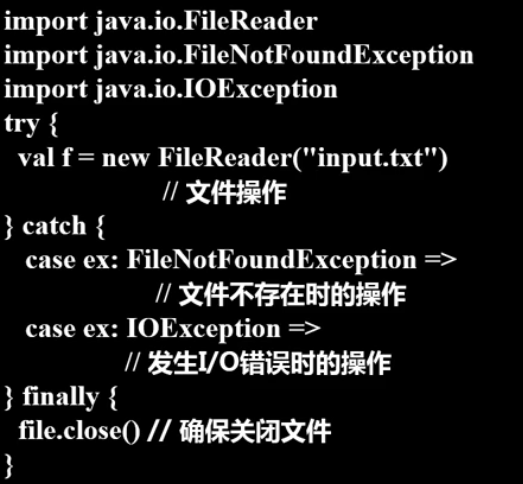 import java.io.FileReader
import java.io.FileNotFoundException
import java.io.IOException
try {
val f = new FileReader("input.txt")
// 文件操作
} catch {
case ex: FileNotFoundException =>
// 文件不存在时的操作
case ex: IOException =>
// 发生I/O错误时的操作
} finally {
file.close() // 确保关闭文件
}